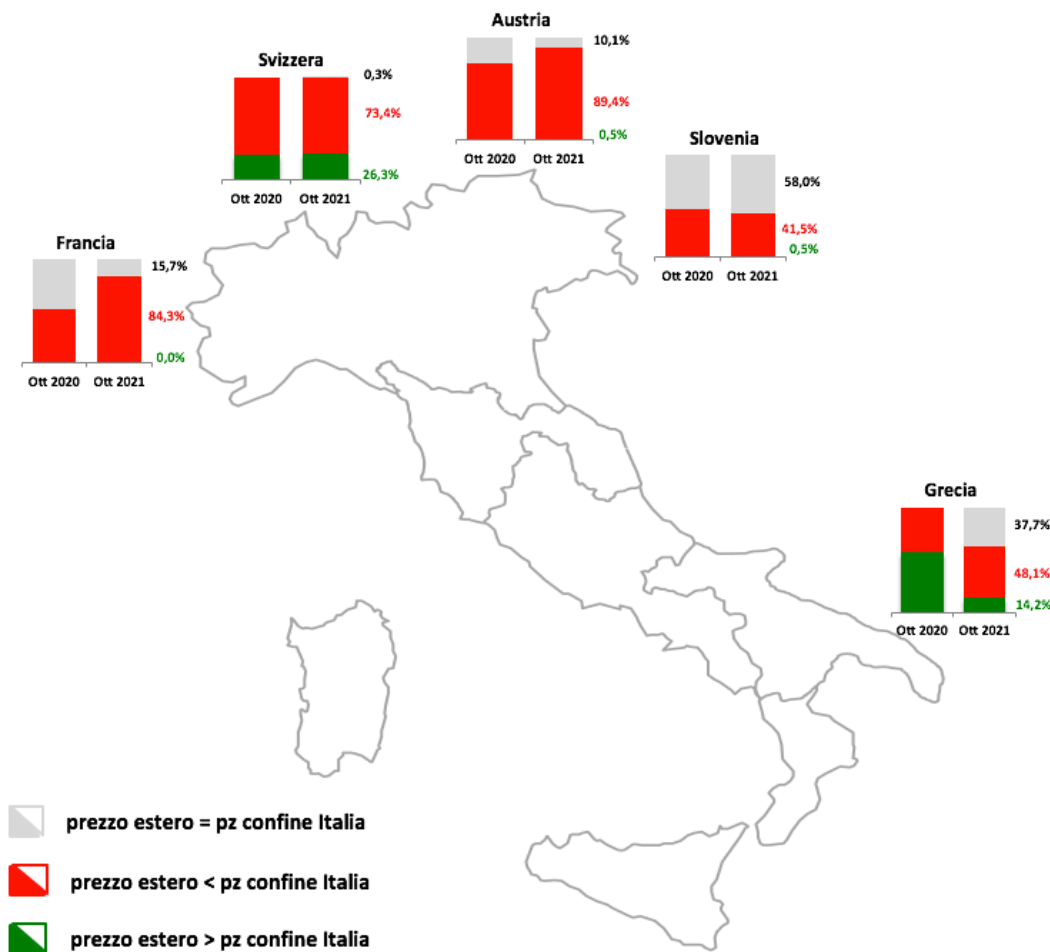 Austria
10,1%
89,4%
0,5%
Ott 2020 Ott 2021
Svizzera
0,3%
73,4%
26,3%
Ott 2020 Ott 2021
Slovenia
58,0%
41,5%
0,5%
Ott 2020 Ott 2021
Francia
15,7%
84,3%
0,0%
Ott 2020 Ott 2021
Grecia
37,7%
48,1%
14,2%
Ott 2020 Ott 2021
prezzo estero = pz confine Italia
prezzo estero < pz confine Italia
prezzo estero > pz confine Italia